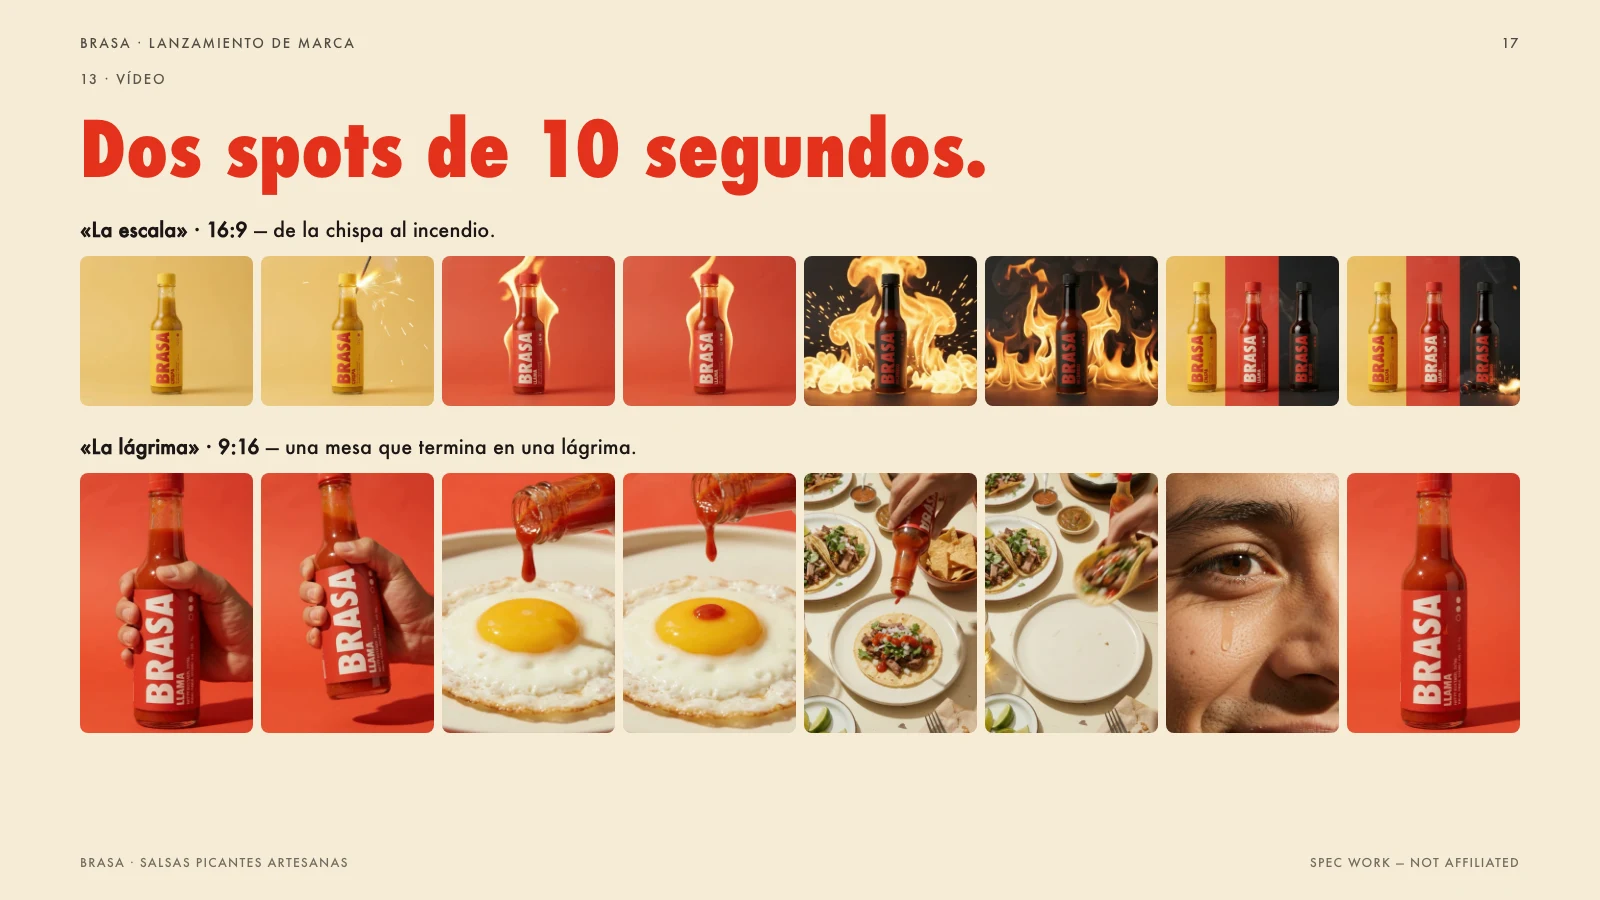 BRASA · LANZAMIENTO DE MARCA
17
13 · VÍDEO
Dos spots de 10 segundos.
«La escala» · 16:9 — de la chispa al incendio.
BRASA
BRASA
BRASA
LLAMA
BRASA
LLAMA
BRASA
BRASA
BRASA
BRASA
BRASA
BRASA
BRASA
BRASA
«La lágrima» · 9:16 — una mesa que termina en una lágrima.
BRASA
LLAMA
BRASA
LLAMA
BRASA
BRASA
LLAMA
BRASA · SALSAS PICANTES ARTESANAS
SPEC WORK — NOT AFFILIATED